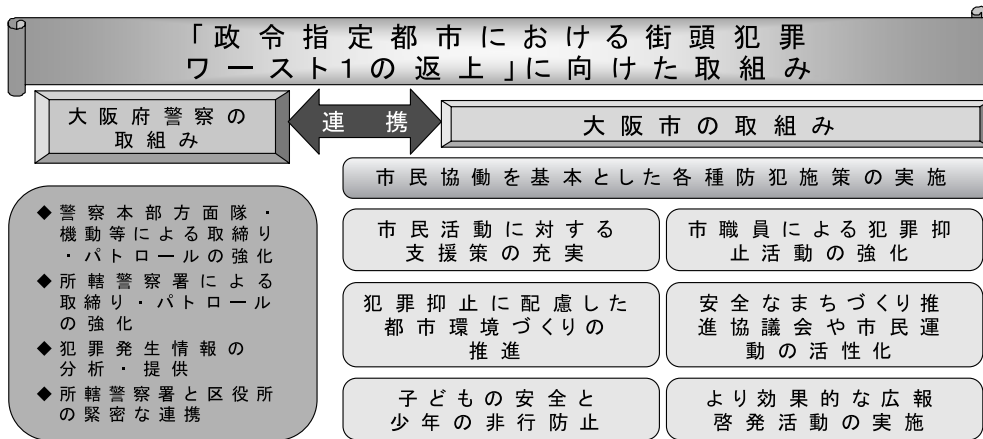 「政令指定都市における街頭犯罪
ワースト1の返上」に向けた取組み
大阪府警察の
取組み
連携
大阪市の取組み
市民協働を基本とした各種防犯施策の実施
◆警察本部方面隊・
機動等による取締り
・パトロールの強化
◆所轄警察署による
取締り・パトロール
の強化
◆犯罪発生情報の
分析・提供
◆所轄警察署と区役所
の緊密な連携
市民活動に対する
支援策の充実
市職員による犯罪抑
止活動の強化
犯罪抑止に配慮した
都市環境づくりの
推進
安全なまちづくり推
進協議会や市民運
動の活性化
子どもの安全と
少年の非行防止
より効果的な広報
啓発活動の実施